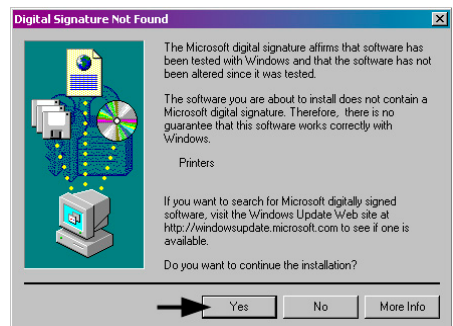 Digital Signature Not Found
The Microsoft digital signature affirms that software has
been tested with Windows and that the software has not
been altered since it was tested.
The software you are about to install does not contain a
Microsoft digital signature. Therefore, there is no
guarantee that this software works correctly with
Windows.
Printers
If you want to search for Microsoft digitally signed
software, visit the Windows Update Web site at
http://windowsupdate.microsoft.com to see if one is
available.
Do you want to continue the installation?
Yes No More Info